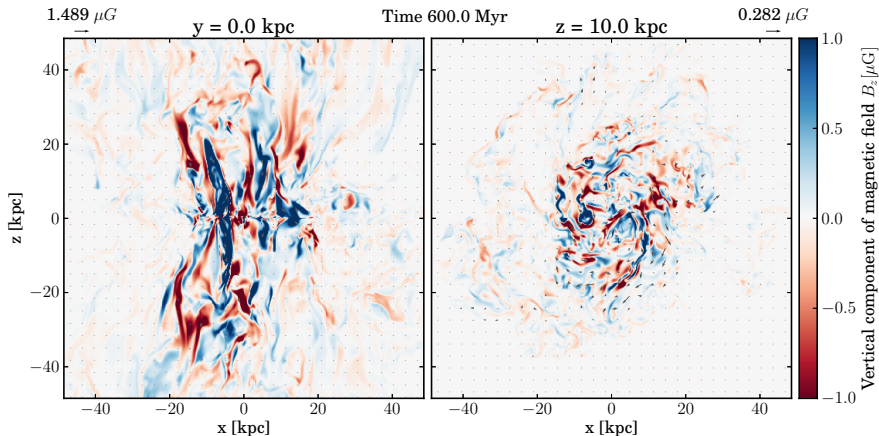 1.489 μG
Time 600.0 Myr
0.282 μG
y = 0.0 kpc
z = 10.0 kpc
40
20
0
−20
−40
z [kpc]
−40 −20 0 20 40
x [kpc]
−40 −20 0 20 40
x [kpc]
1.0
0.5
0.0
−0.5
−1.0
Vertical component of magnetic field B_z [μG]